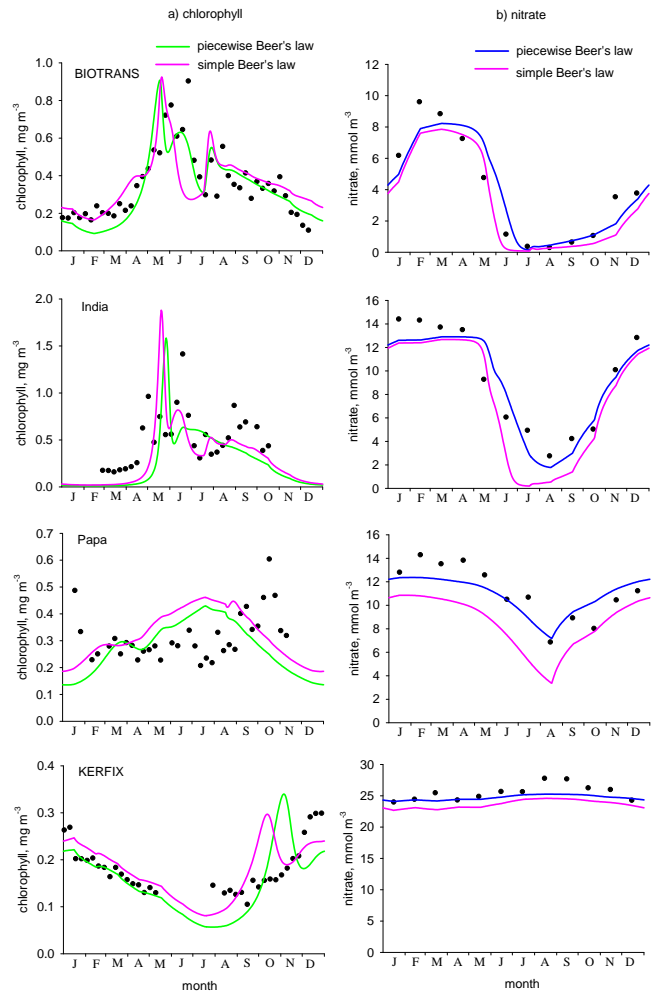 a) chlorophyll
b) nitrate
piecewise Beer's law
simple Beer's law
piecewise Beer's law
simple Beer's law
BIOTRANS
chlorophyll, mg m-3
1.0
0.8
0.6
0.4
0.2
0.0
J F M A M J J A S O N D
nitrate, mmol m-3
12
10
8
6
4
2
0
J F M A M J J A S O N D
India
chlorophyll, mg m-3
2.0
1.5
1.0
0.5
0.0
J F M A M J J A S O N D
nitrate, mmol m-3
16
14
12
10
8
6
4
2
0
J F M A M J J A S O N D
Papa
chlorophyll, mg m-3
0.7
0.6
0.5
0.4
0.3
0.2
0.1
0.0
J F M A M J J A S O N D
nitrate, mmol m-3
16
14
12
10
8
6
4
2
0
J F M A M J J A S O N D
KERFIX
chlorophyll, mg m-3
0.4
0.3
0.2
0.1
0.0
J F M A M J J A S O N D
month
nitrate, mmol m-3
30
25
20
15
10
5
0
J F M A M J J A S O N D
month